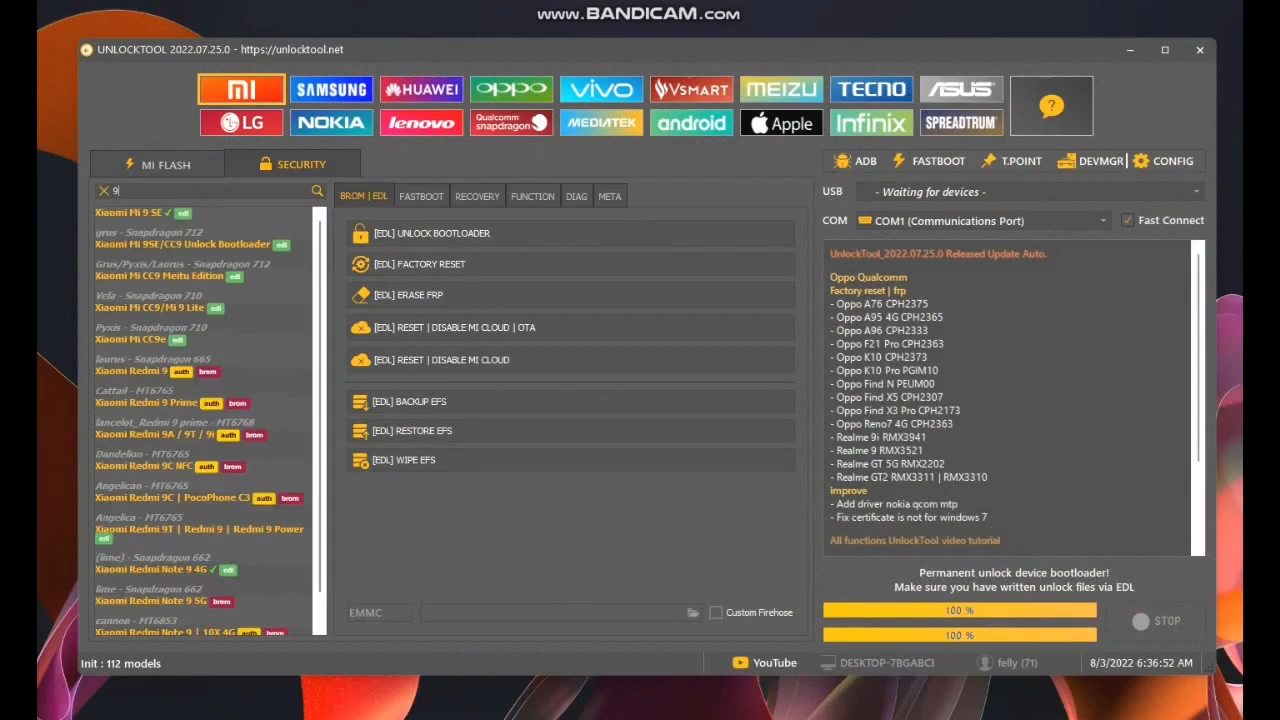 www.BANDICAM.com
UNLOCKTOOL 2022.07.25.0 - https://unlocktool.net
MI
SAMSUNG
HUAWEI
oppo
vivo
VSMART
MEIZU
TECNO
ASUS
LG
NOKIA
lenovo
Qualcomm snapdragon
MEDIATEK
android
Apple
Infinix
SPREADTRUM
?
MI FLASH
SECURITY
ADB
FASTBOOT
T.POINT
DEVMGR
CONFIG
9
BROM | EDL
FASTBOOT
RECOVERY
FUNCTION
DIAG
META
USB
- Waiting for devices -
COM
COM1 (Communications Port)
Fast Connect
Xiaomi Mi 9 SE ✓ edl
grus - Snapdragon 712
Xiaomi Mi 9SE/CC9 Unlock Bootloader edl
Grus/Pyxis/Laurus - Snapdragon 712
Xiaomi Mi CC9 Meitu Edition edl
Vela - Snapdragon 710
Xiaomi Mi CC9/Mi 9 Lite edl
Pyxis - Snapdragon 710
Xiaomi Mi CC9e edl
laurus - Snapdragon 665
Xiaomi Redmi 9 auth brom
Cattail - MT6765
Xiaomi Redmi 9 Prime auth brom
lancelot_Redmi 9 prime - MT6768
Xiaomi Redmi 9A / 9T / 9i auth brom
Dandelion - MT6765
Xiaomi Redmi 9C NFC auth brom
Angelican - MT6765
Xiaomi Redmi 9C | PocoPhone C3 auth brom
Angelica - MT6765
Xiaomi Redmi 9T | Redmi 9 | Redmi 9 Power
edl
(lime) - Snapdragon 662
Xiaomi Redmi Note 9 4G ✓ edl
lime - Snapdragon 662
Xiaomi Redmi Note 9 5G brom
cannon - MT6853
Xiaomi Redmi Note 9 | 10X 4G auth brom
[EDL] UNLOCK BOOTLOADER
[EDL] FACTORY RESET
[EDL] ERASE FRP
[EDL] RESET | DISABLE MI CLOUD | OTA
[EDL] RESET | DISABLE MI CLOUD
[EDL] BACKUP EFS
[EDL] RESTORE EFS
[EDL] WIPE EFS
EMMC
Custom Firehose
UnlockTool_2022.07.25.0 Released Update Auto.
Oppo Qualcomm
Factory reset | frp
- Oppo A76 CPH2375
- Oppo A95 4G CPH2365
- Oppo A96 CPH2333
- Oppo F21 Pro CPH2363
- Oppo K10 CPH2373
- Oppo K10 Pro PGIM10
- Oppo Find N PEUM00
- Oppo Find X5 CPH2307
- Oppo Find X3 Pro CPH2173
- Oppo Reno7 4G CPH2363
- Realme 9i RMX3941
- Realme 9 RMX3521
- Realme GT 5G RMX2202
- Realme GT2 RMX3311 | RMX3310
improve
- Add driver nokia qcom mtp
- Fix certificate is not for windows 7
All functions UnlockTool video tutorial
Permanent unlock device bootloader!
Make sure you have written unlock files via EDL
100 %
100 %
STOP
Init : 112 models
YouTube
DESKTOP-7BGABCI
felly (71)
8/3/2022 6:36:52 AM